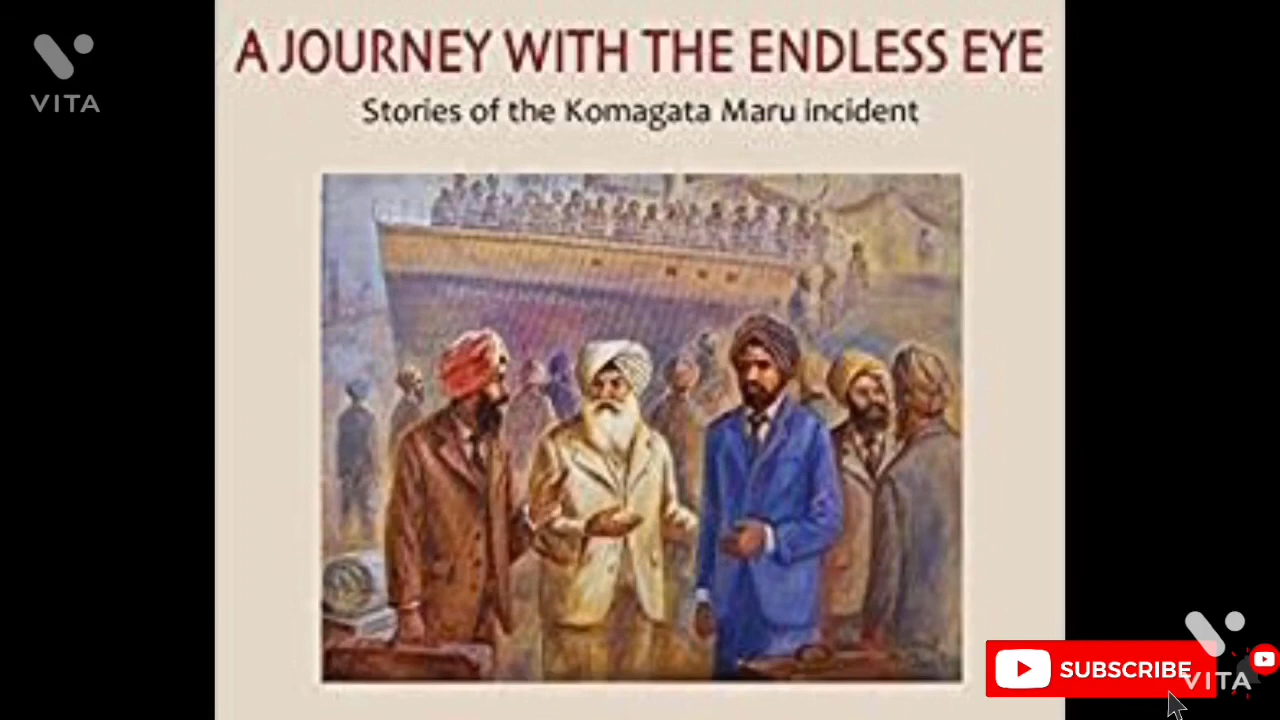 A JOURNEY WITH THE ENDLESS EYE
Stories of the Komagata Maru incident
VITA
SUBSCRIBE
VITA